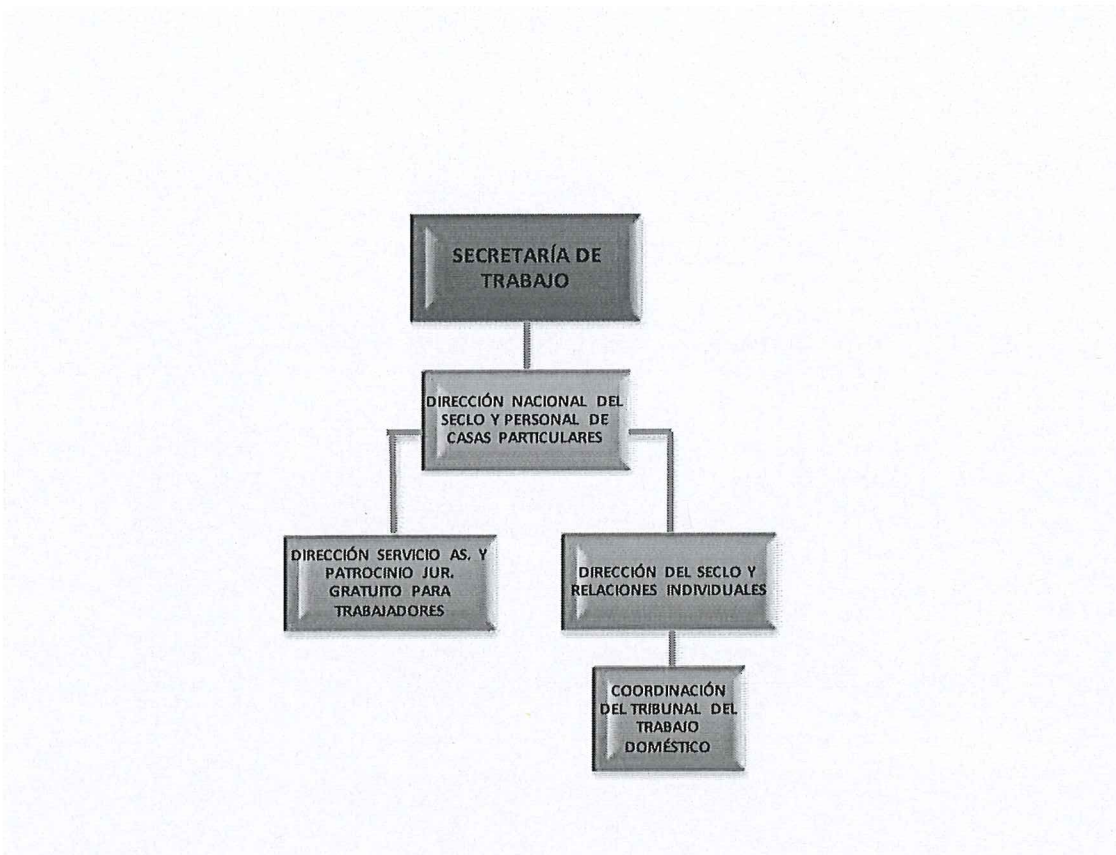 SECRETARÍA DE
TRABAJO
DIRECCIÓN NACIONAL DEL
SECLO Y PERSONAL DE
CASAS PARTICULARES
DIRECCIÓN SERVICIO AS. Y
PATROCINIO JUR.
GRATUITO PARA
TRABAJADORES
DIRECCIÓN DEL SECLO Y
RELACIONES INDIVIDUALES
COORDINACIÓN
DEL TRIBUNAL DEL
TRABAJO
DOMÉSTICO